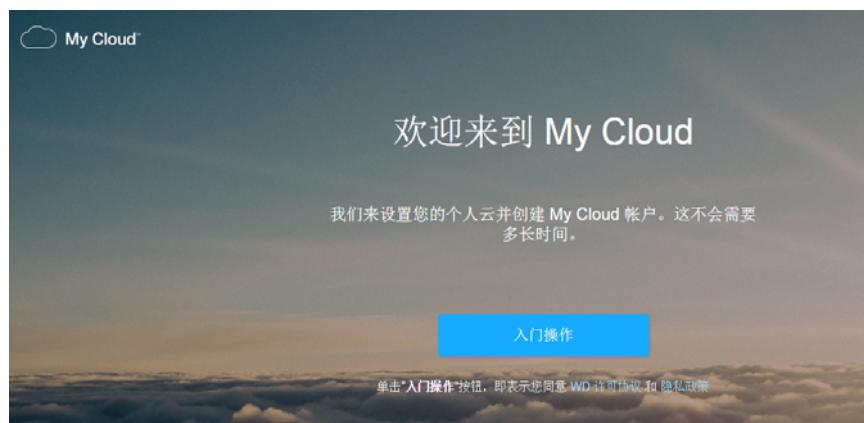 My Cloud™
欢迎来到 My Cloud
我们来设置您的个人云并创建 My Cloud 帐户。这不会需要
多长时间。
入门操作
单击"入门操作"按钮，即表示您同意 WD 许可协议 和 隐私政策